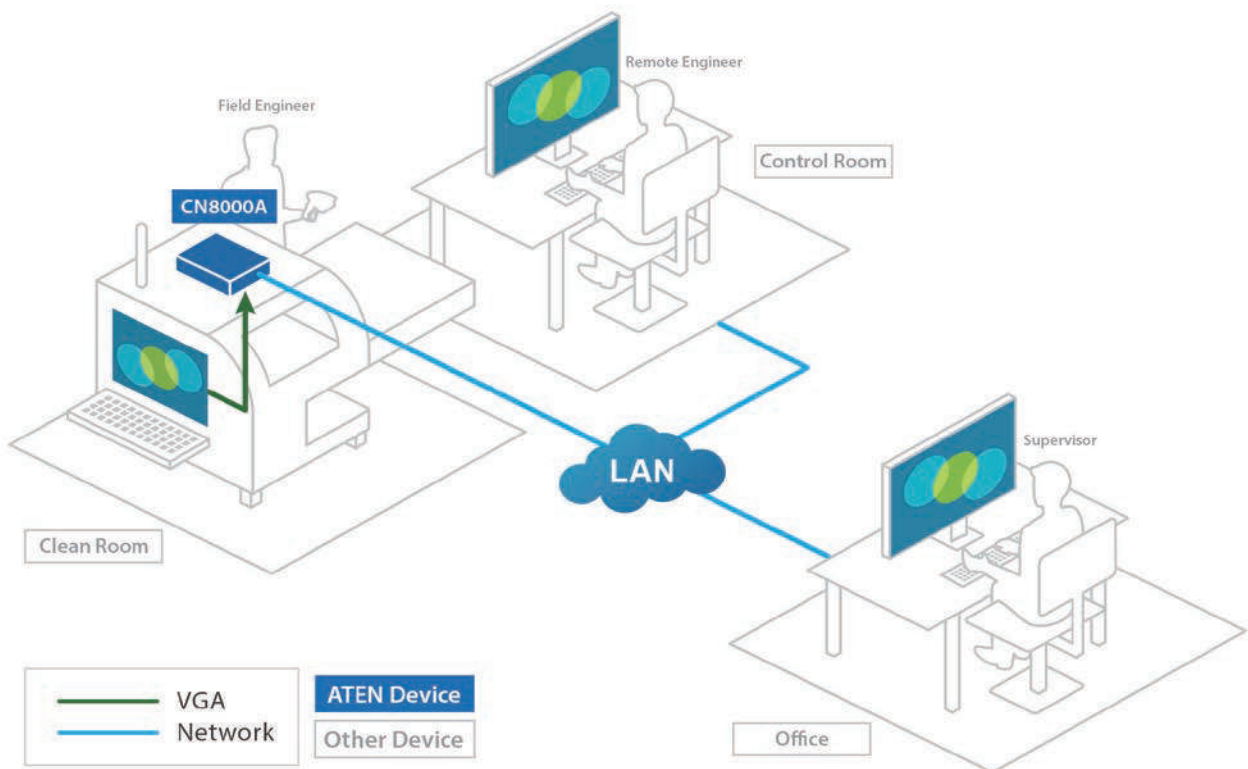 Remote Engineer
Field Engineer
Control Room
CN8000A
LAN
Supervisor
Clean Room
VGA
Network
ATEN Device
Other Device
Office